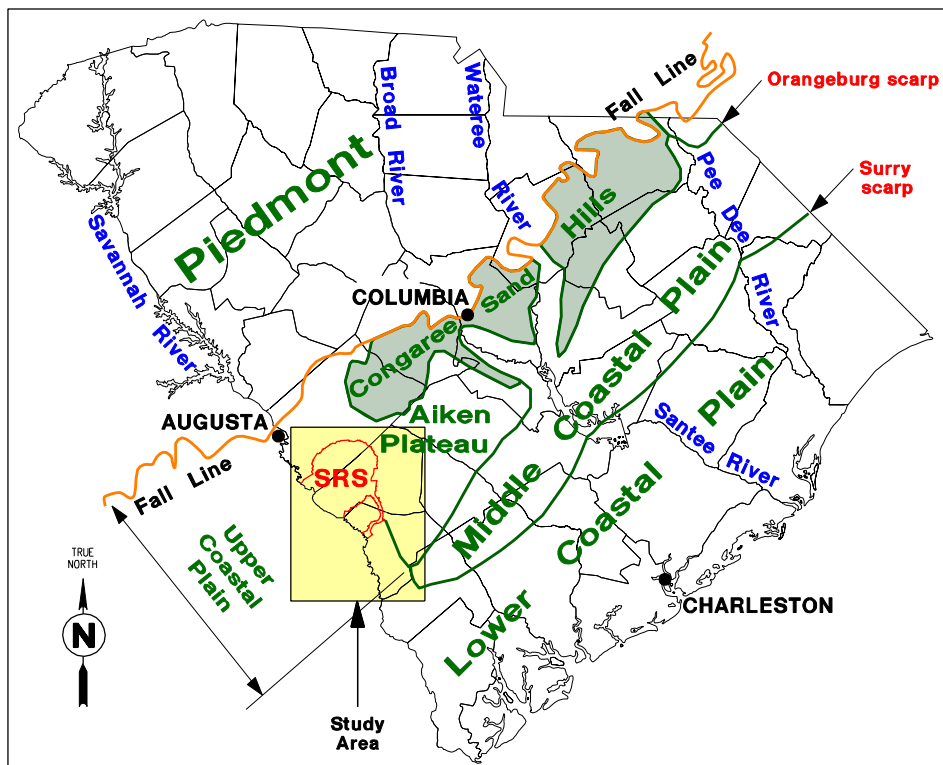 Orangeburg scarp
Fall Line
Surry
scarp
Broad
River
Wateree
River
Pee Dee
River
Piedmont
Savannah River
Hills
Sand
Congaree
COLUMBIA
Aiken
Plateau
AUGUSTA
Fall Line
SRS
Middle Coastal Plain
Santee River
Lower Coastal Plain
Upper
Coastal
Plain
TRUE
NORTH
N
CHARLESTON
Study
Area